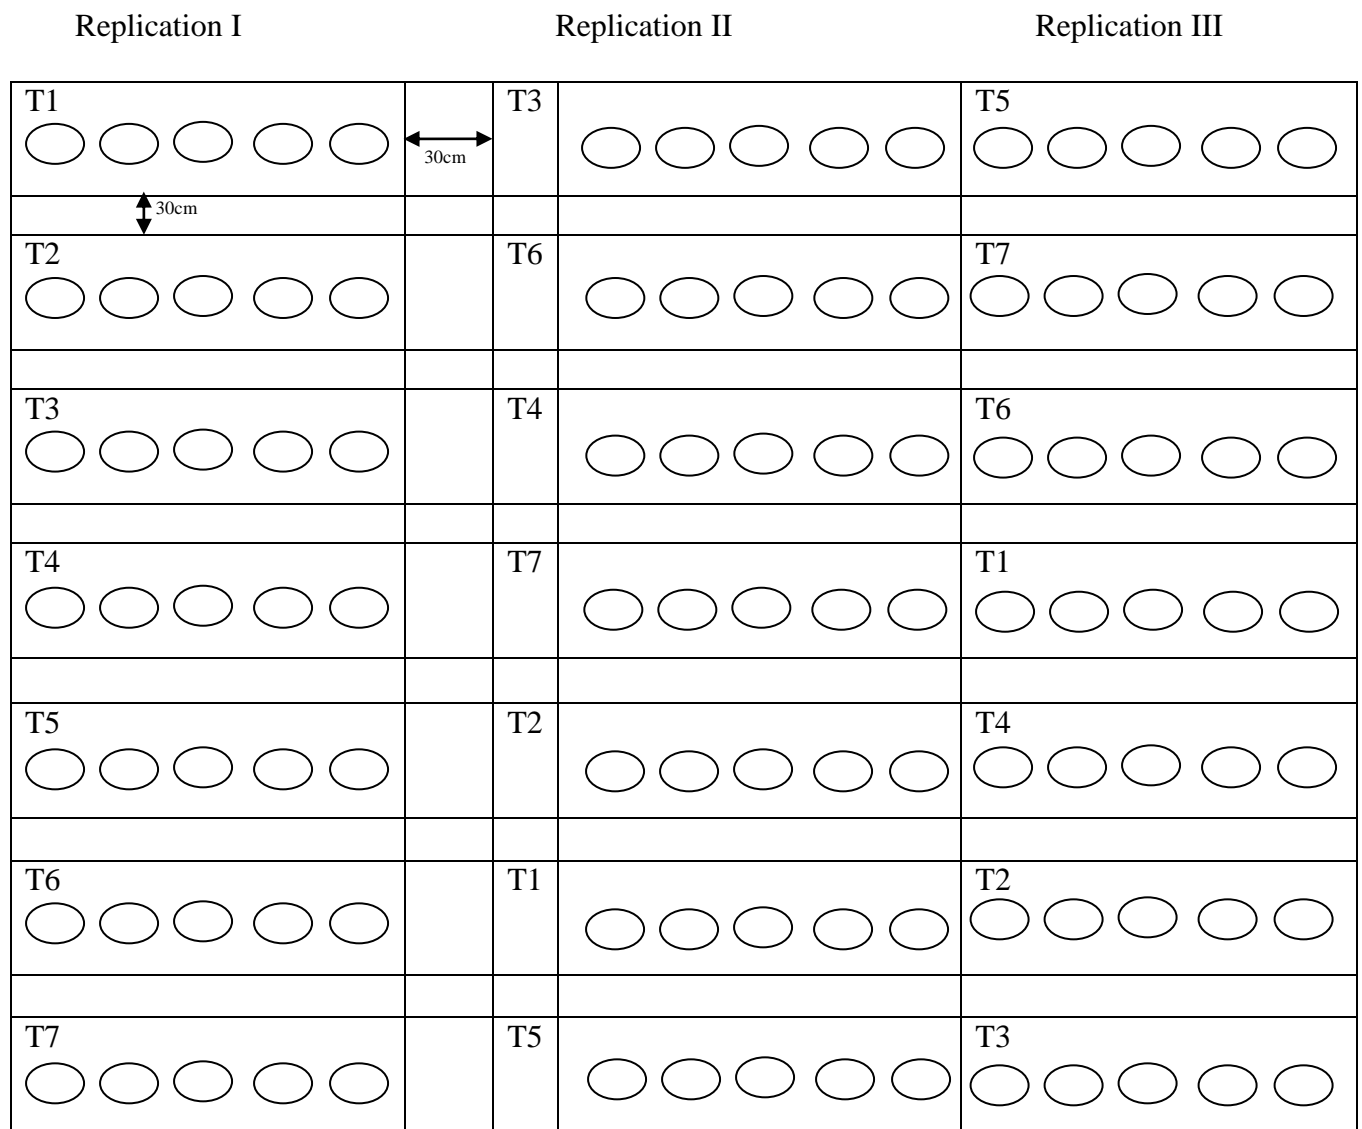 Replication I Replication II Replication III
T1 T3 T5
30cm
30cm
T2 T6 T7
T3 T4 T6
T4 T7 T1
T5 T2 T4
T6 T1 T2
T7 T5 T3